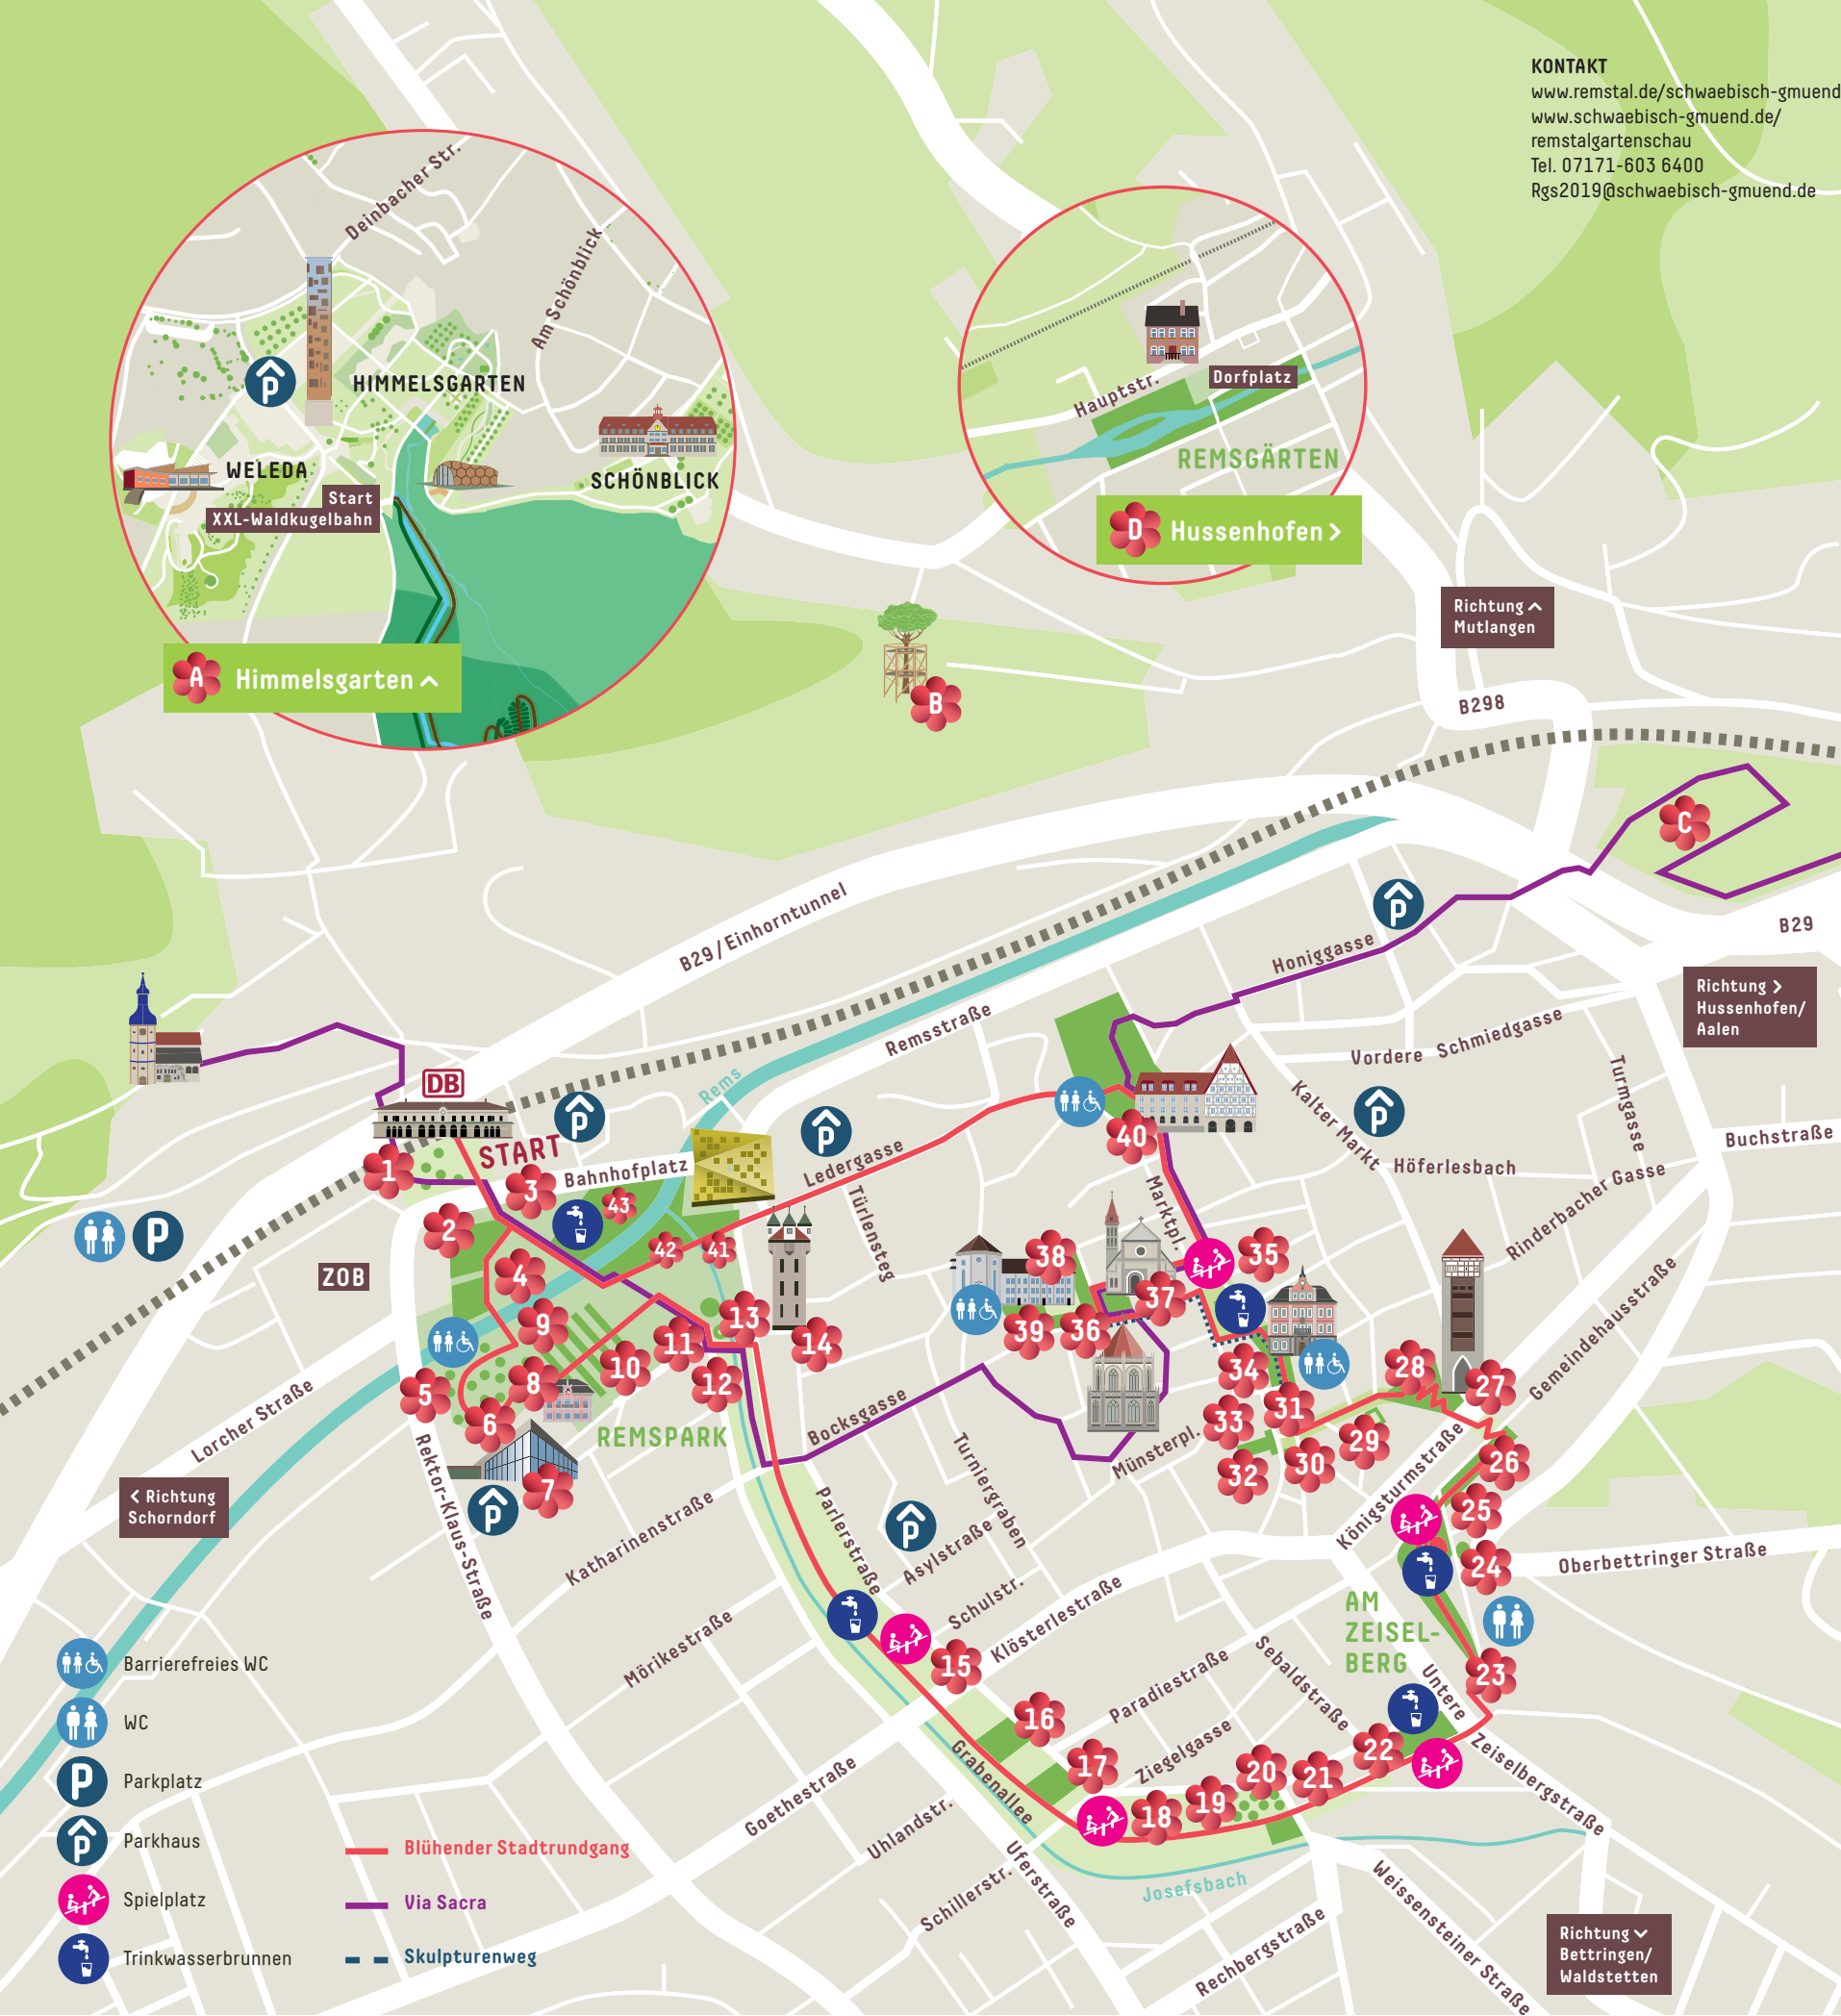 KONTAKT
www.remstal.de/schwaebisch-gmuend
www.schwaebisch-gmuend.de/
remstalgartenschau
Tel. 07171-603 6400
Rgs2019@schwaebisch-gmuend.de
Deinbacher Str.
Am Schönblick
P
HIMMELSGARTEN
WELEDA
SCHÖNBLICK
Start
XXL-Waldkugelbahn
A Himmelsgarten
Hauptstr.
Dorfplatz
REMSGÄRTEN
D Hussenhofen >
B
Richtung
Mutlangen
B298
C
P
B29
B29/Einhorntunnel
Honiggasse
Richtung >
Hussenhofen/
Aalen
Remsstraße
Vordere Schmiedgasse
Turmgasse
Rems
DB
START
P
P
Kalter Markt
P
Buchstraße
Höferlesbach
Rinderbacher Gasse
Gemeindehausstraße
Bahnhofplatz
Ledergasse
Türlensteg
Marktpl.
40
1
2
3
43
4
42
41
P
ZOB
38
35
37
36
39
9
13
14
11
10
12
5
8
6
7
P
REMSPARK
34
28
27
31
33
29
30
32
26
25
24
Lorcher Straße
< Richtung
Schorndorf
Rektor-Klaus-Straße
Bocksgasse
Münsterpl.
Turniergraben
Königsturmstraße
Katharinenstraße
Parlerstraße
P
Asylstraße
Schulstr.
Klösterlestraße
Oberbettringer Straße
AM
ZEISEL-
BERG
Mörikestraße
15
16
17
Paradiestraße
Sebaldstraße
Untere
Zeiselbergstraße
23
22
21
20
19
18
Ziegelgasse
Grabenallee
Goethestraße
Uhlandstr.
Schillerstr.
Uferstraße
Josefsbach
Rechbergstraße
Weissensteiner Straße
Richtung
Bettringen/
Waldstetten
Barrierefreies WC
WC
P Parkplatz
P Parkhaus
Spielplatz
Trinkwasserbrunnen
Blühender Stadtrundgang
Via Sacra
Skulpturenweg